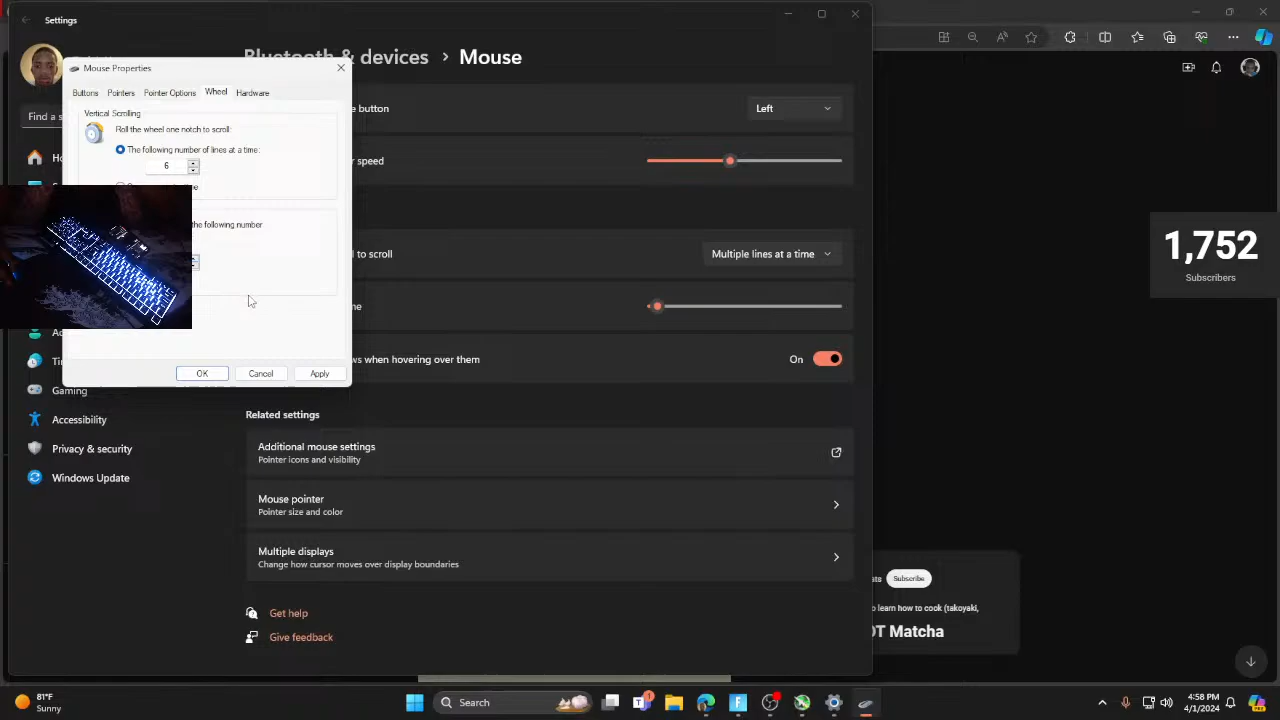 Settings
Bluetooth & devices > Mouse
Mouse Properties
Buttons Pointers Pointer Options Wheel Hardware
Vertical Scrolling
Roll the wheel one notch to scroll:
The following number of lines at a time:
6
the following number
OK Cancel Apply
Find a s
button
Left
speed
to scroll
Multiple lines at a time
ws when hovering over them
On
Gaming
Accessibility
Privacy & security
Windows Update
Related settings
Additional mouse settings
Pointer icons and visibility
Mouse pointer
Pointer size and color
Multiple displays
Change how cursor moves over display boundaries
Get help
Give feedback
1,752
Subscribers
Subscribe
learn how to cook (takoyaki,
OT Matcha
81°F
Sunny
Search
1
4:58 PM
4/3/2024